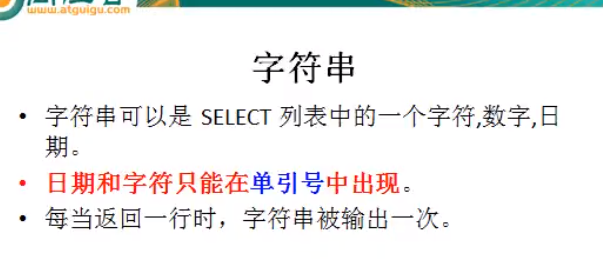 www.atguigu.com
字符串
• 字符串可以是 SELECT 列表中的一个字符,数字,日
期。
• 日期和字符只能在单引号中出现。
• 每当返回一行时，字符串被输出一次。